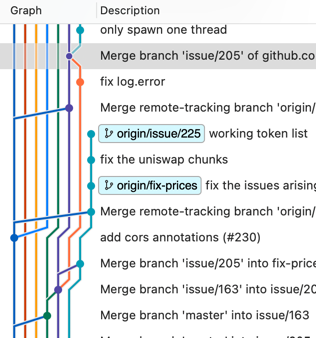 Graph Description
only spawn one thread
Merge branch 'issue/205' of github.co
fix log.error
Merge remote-tracking branch 'origin/
origin/issue/225 working token list
fix the uniswap chunks
origin/fix-prices fix the issues arising
Merge remote-tracking branch 'origin/
add cors annotations (#230)
Merge branch 'issue/205' into fix-price
Merge branch 'issue/163' into issue/20
Merge branch 'master' into issue/163